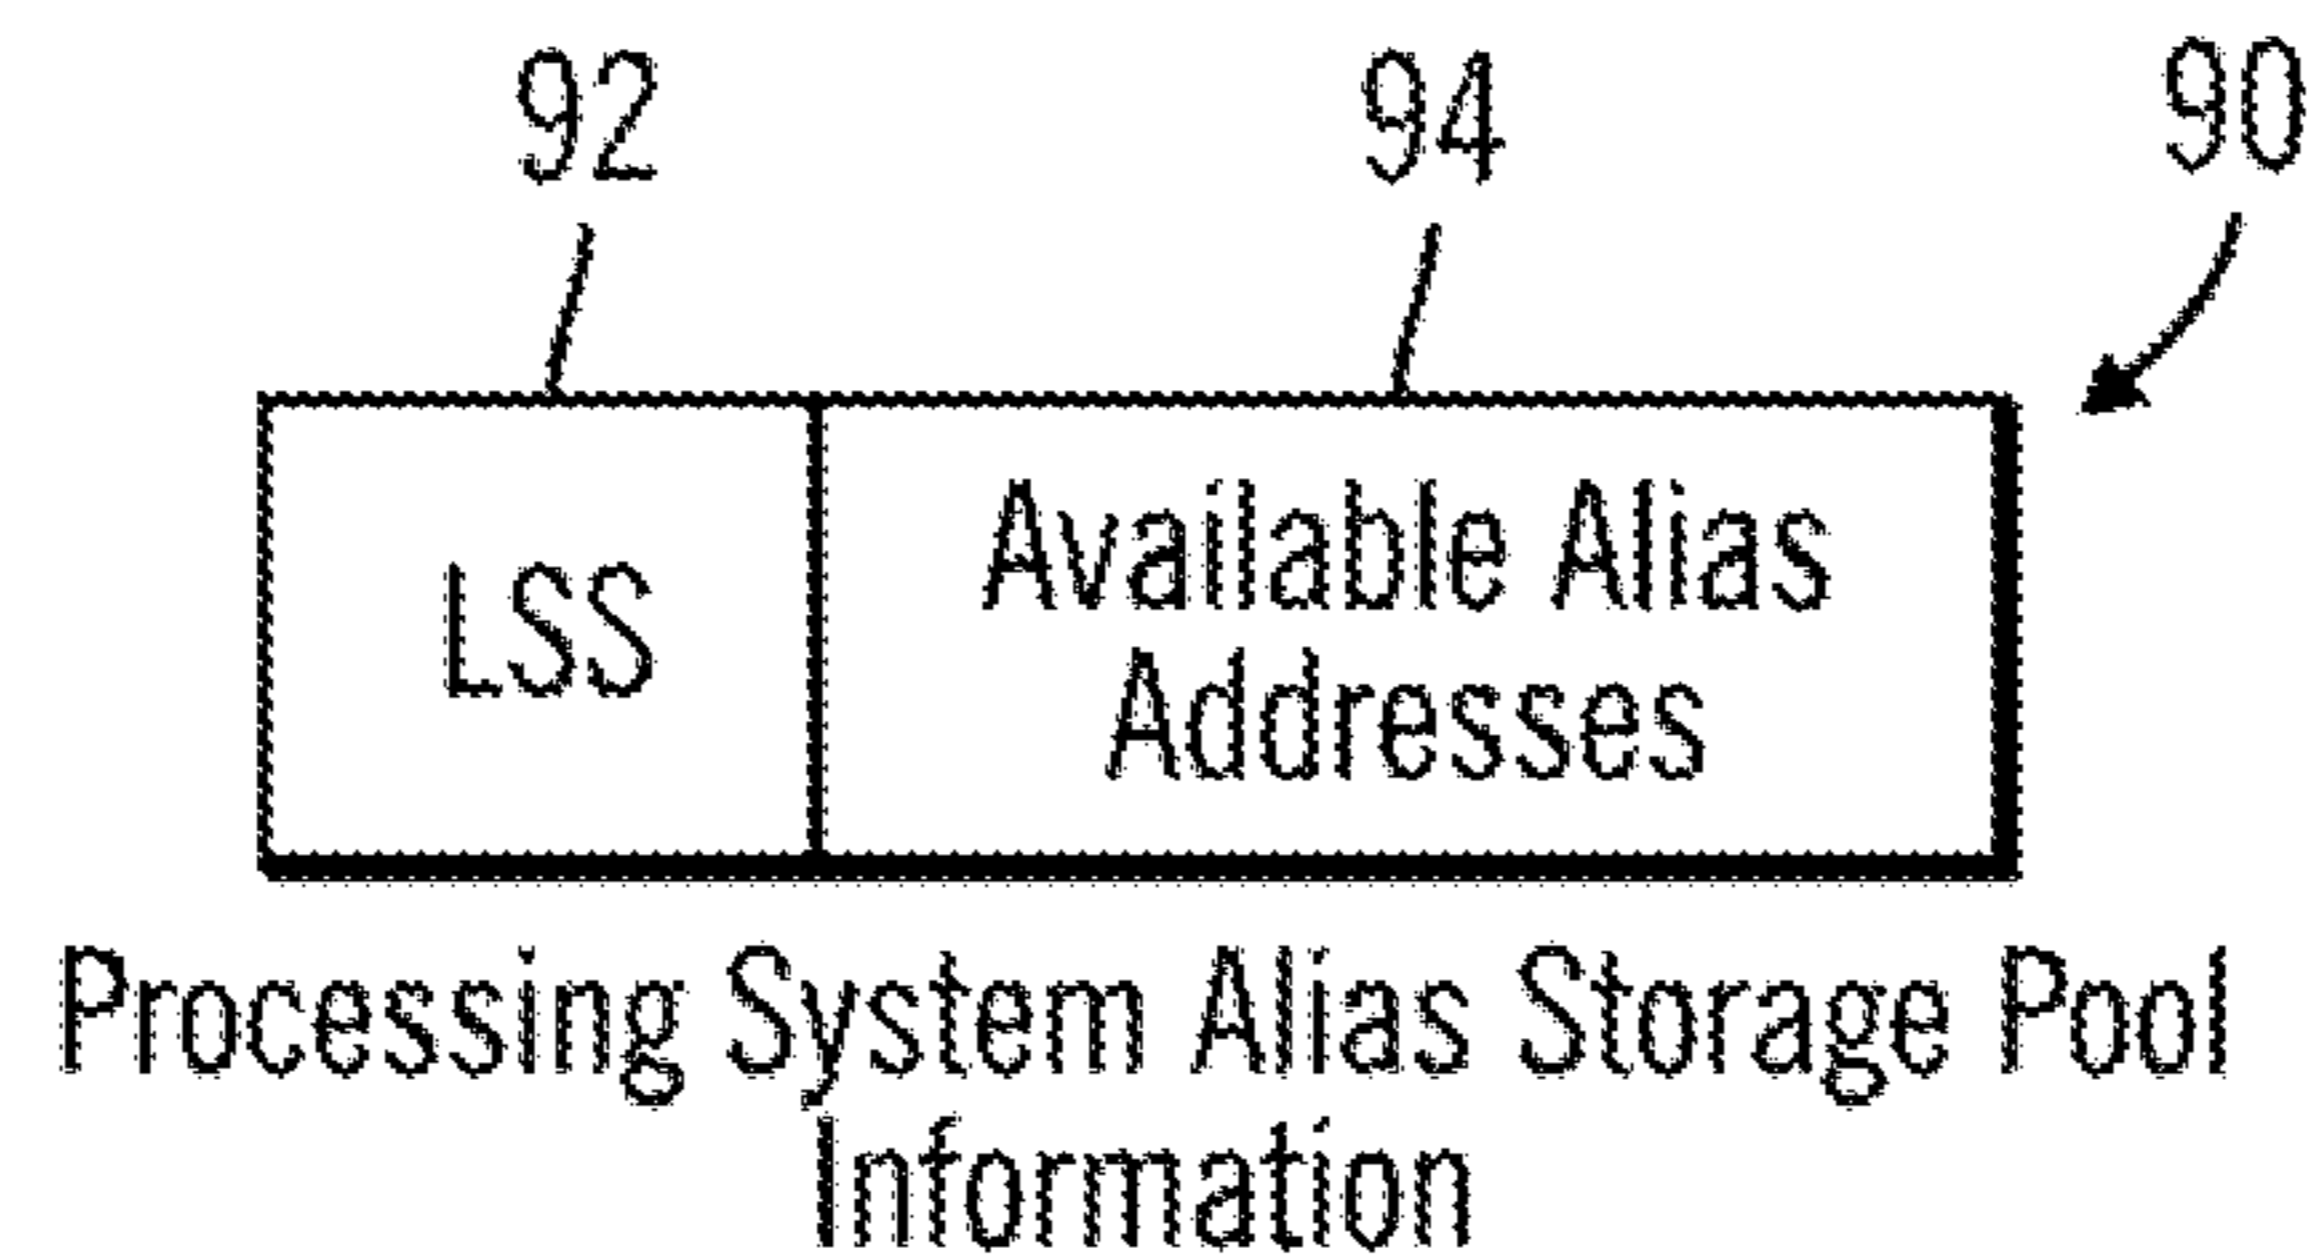 92 94 90
LSS
Available Alias
Addresses
Processing System Alias Storage Pool
Information